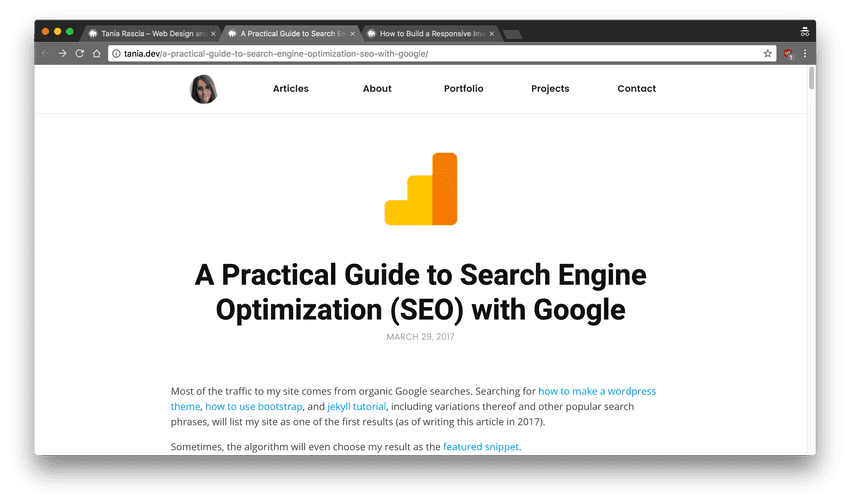 Tania Rascia – Web Design and
A Practical Guide to Search En
How to Build a Responsive Ima
tania.dev/a-practical-guide-to-search-engine-optimization-seo-with-google/
Articles About Portfolio Projects Contact
A Practical Guide to Search Engine
Optimization (SEO) with Google
MARCH 29, 2017
Most of the traffic to my site comes from organic Google searches. Searching for how to make a wordpress
theme, how to use bootstrap, and jekyll tutorial, including variations thereof and other popular search
phrases, will list my site as one of the first results (as of writing this article in 2017).
Sometimes, the algorithm will even choose my result as the featured snippet.